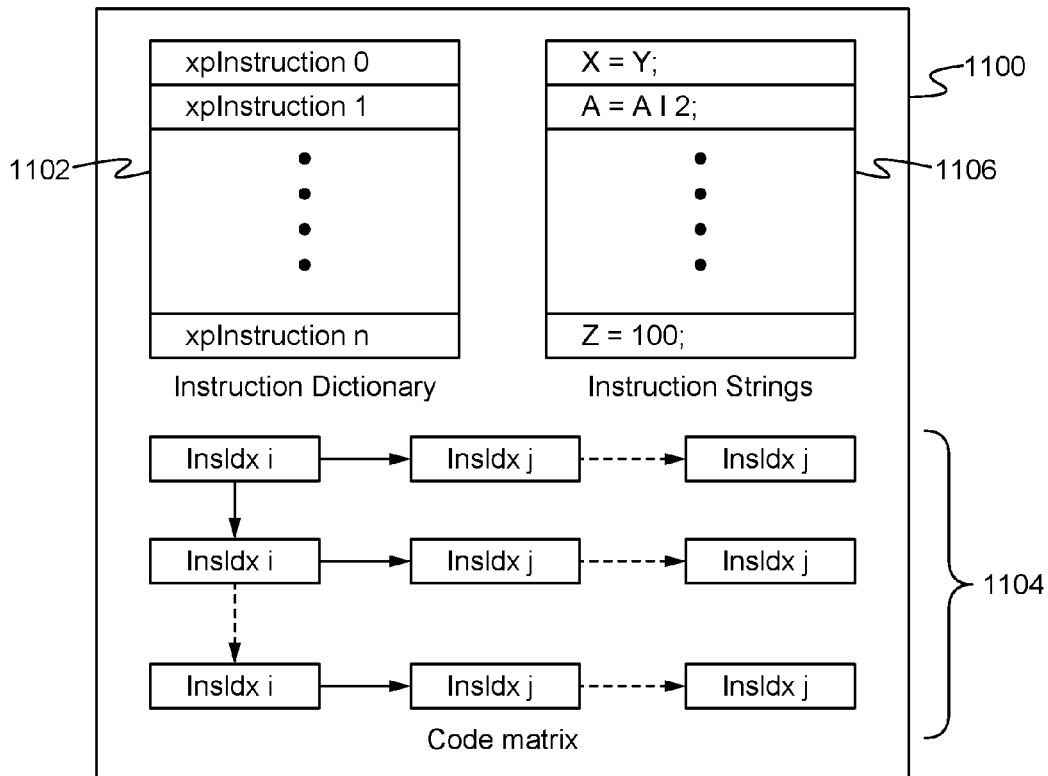 xpInstruction 0
xpInstruction 1
xpInstruction n
Instruction Dictionary
X = Y;
A = A I 2;
Z = 100;
Instruction Strings
1100
1102
1106
InsIdx i
InsIdx j
InsIdx j
InsIdx i
InsIdx j
InsIdx j
InsIdx i
InsIdx j
InsIdx j
1104
Code matrix